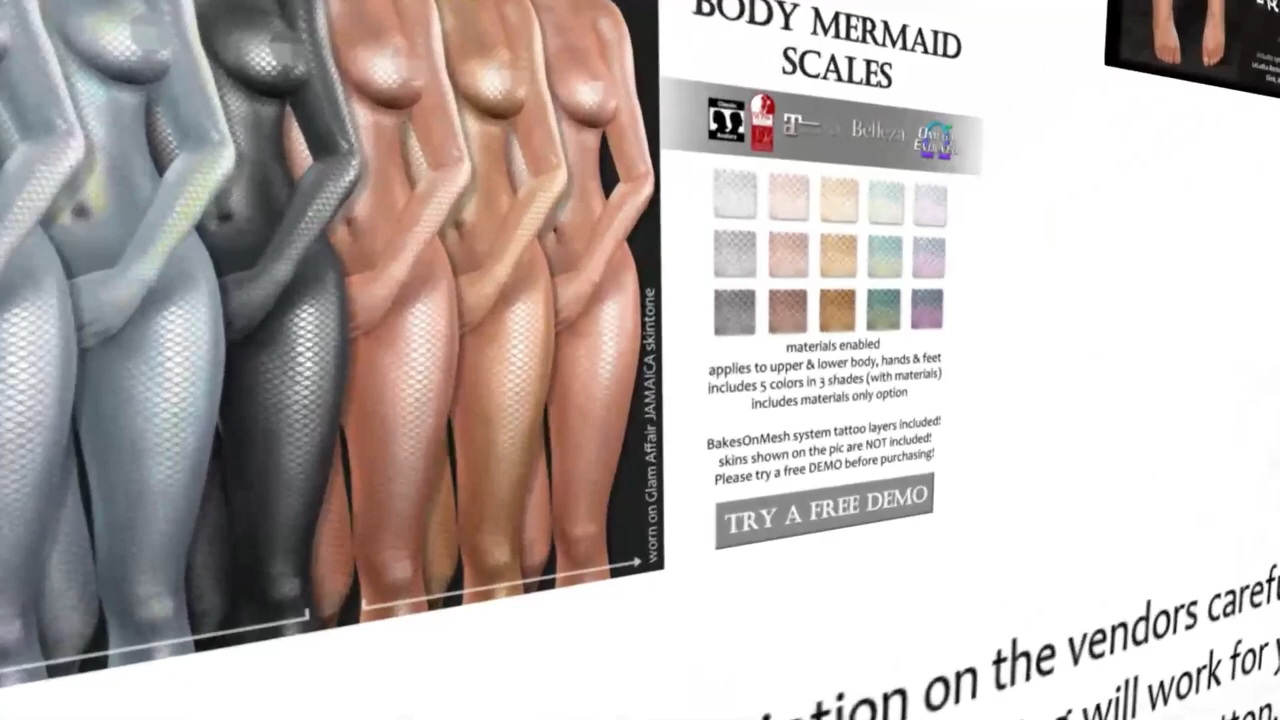 BODY MERMAID
SCALES
Classic
Avatars
Belleza
OMEGA
materials enabled
applies to upper & lower body, hands & feet
includes 5 colors in 3 shades (with materials)
includes materials only option
BakesOnMesh system tattoo layers included!
skins shown on the pic are NOT included!
Please try a free DEMO before purchasing!
TRY A FREE DEMO
worn on Glam Affair JAMAICA skintone
on the vendors
will work for